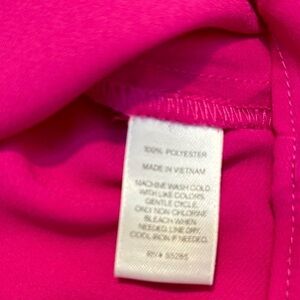 100% POLYESTER
MADE IN VIETNAM
MACHINE WASH COLD
WITH LIKE COLORS.
GENTLE CYCLE.
ONLY NON CHLORINE
BLEACH WHEN
NEEDED. LINE DRY.
COOL IRON IF NEEDED.
RN# 85285